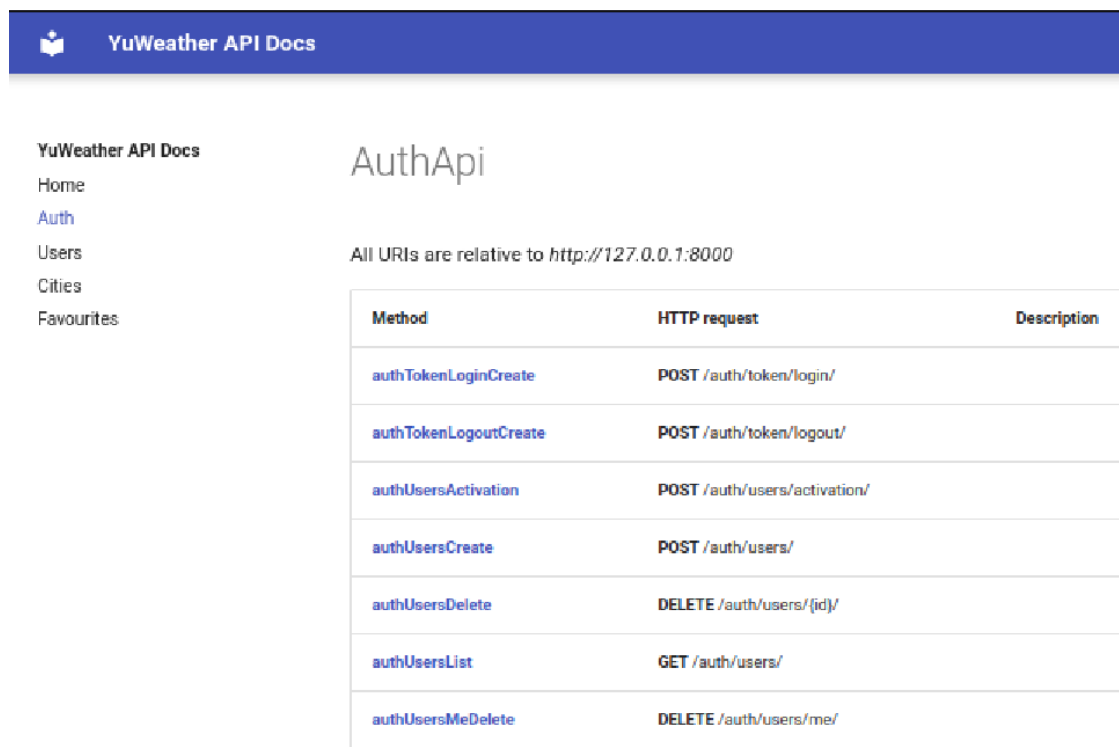 YuWeather API Docs
YuWeather API Docs
Home
Auth
Users
Cities
Favourites
AuthApi
All URIs are relative to http://127.0.0.1:8000
Method HTTP request Description
authTokenLoginCreate POST /auth/token/login/
authTokenLogoutCreate POST /auth/token/logout/
authUsersActivation POST /auth/users/activation/
authUsersCreate POST /auth/users/
authUsersDelete DELETE /auth/users/{id}/
authUsersList GET /auth/users/
authUsersMeDelete DELETE /auth/users/me/